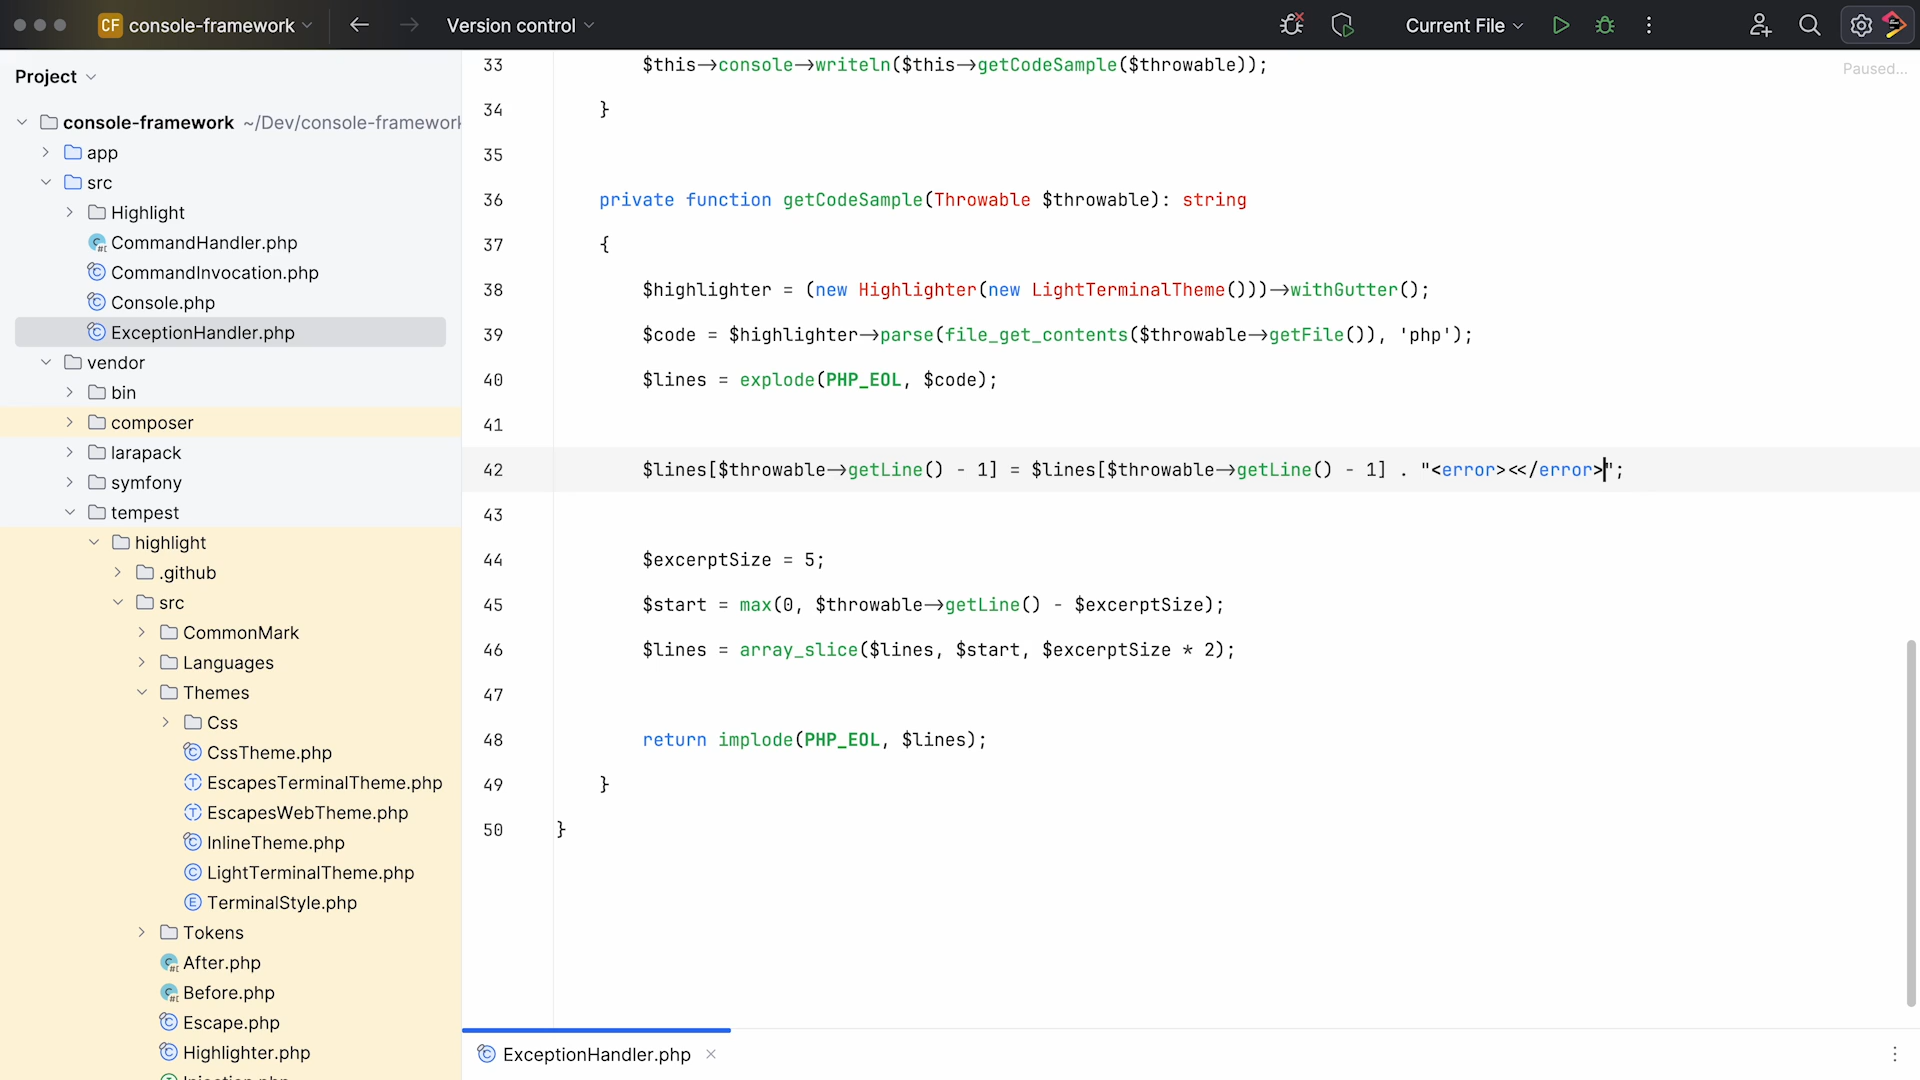 CF console-framework
Version control
Current File
Project
Paused...
console-framework ~/Dev/console-framework
app
src
Highlight
CommandHandler.php
CommandInvocation.php
Console.php
ExceptionHandler.php
vendor
bin
composer
larapack
symfony
tempest
highlight
.github
src
CommonMark
Languages
Themes
Css
CssTheme.php
EscapesTerminalTheme.php
EscapesWebTheme.php
InlineTheme.php
LightTerminalTheme.php
TerminalStyle.php
Tokens
After.php
Before.php
Escape.php
Highlighter.php
33 $this->console->writeln($this->getCodeSample($throwable));
34 }
35
36 private function getCodeSample(Throwable $throwable): string
37 {
38 $highlighter = (new Highlighter(new LightTerminalTheme()))->withGutter();
39 $code = $highlighter->parse(file_get_contents($throwable->getFile()), 'php');
40 $lines = explode(PHP_EOL, $code);
41
42 $lines[$throwable->getLine() - 1] = $lines[$throwable->getLine() - 1] . "<error><</error>";
43
44 $excerptSize = 5;
45 $start = max(0, $throwable->getLine() - $excerptSize);
46 $lines = array_slice($lines, $start, $excerptSize * 2);
47
48 return implode(PHP_EOL, $lines);
49 }
50 }
ExceptionHandler.php